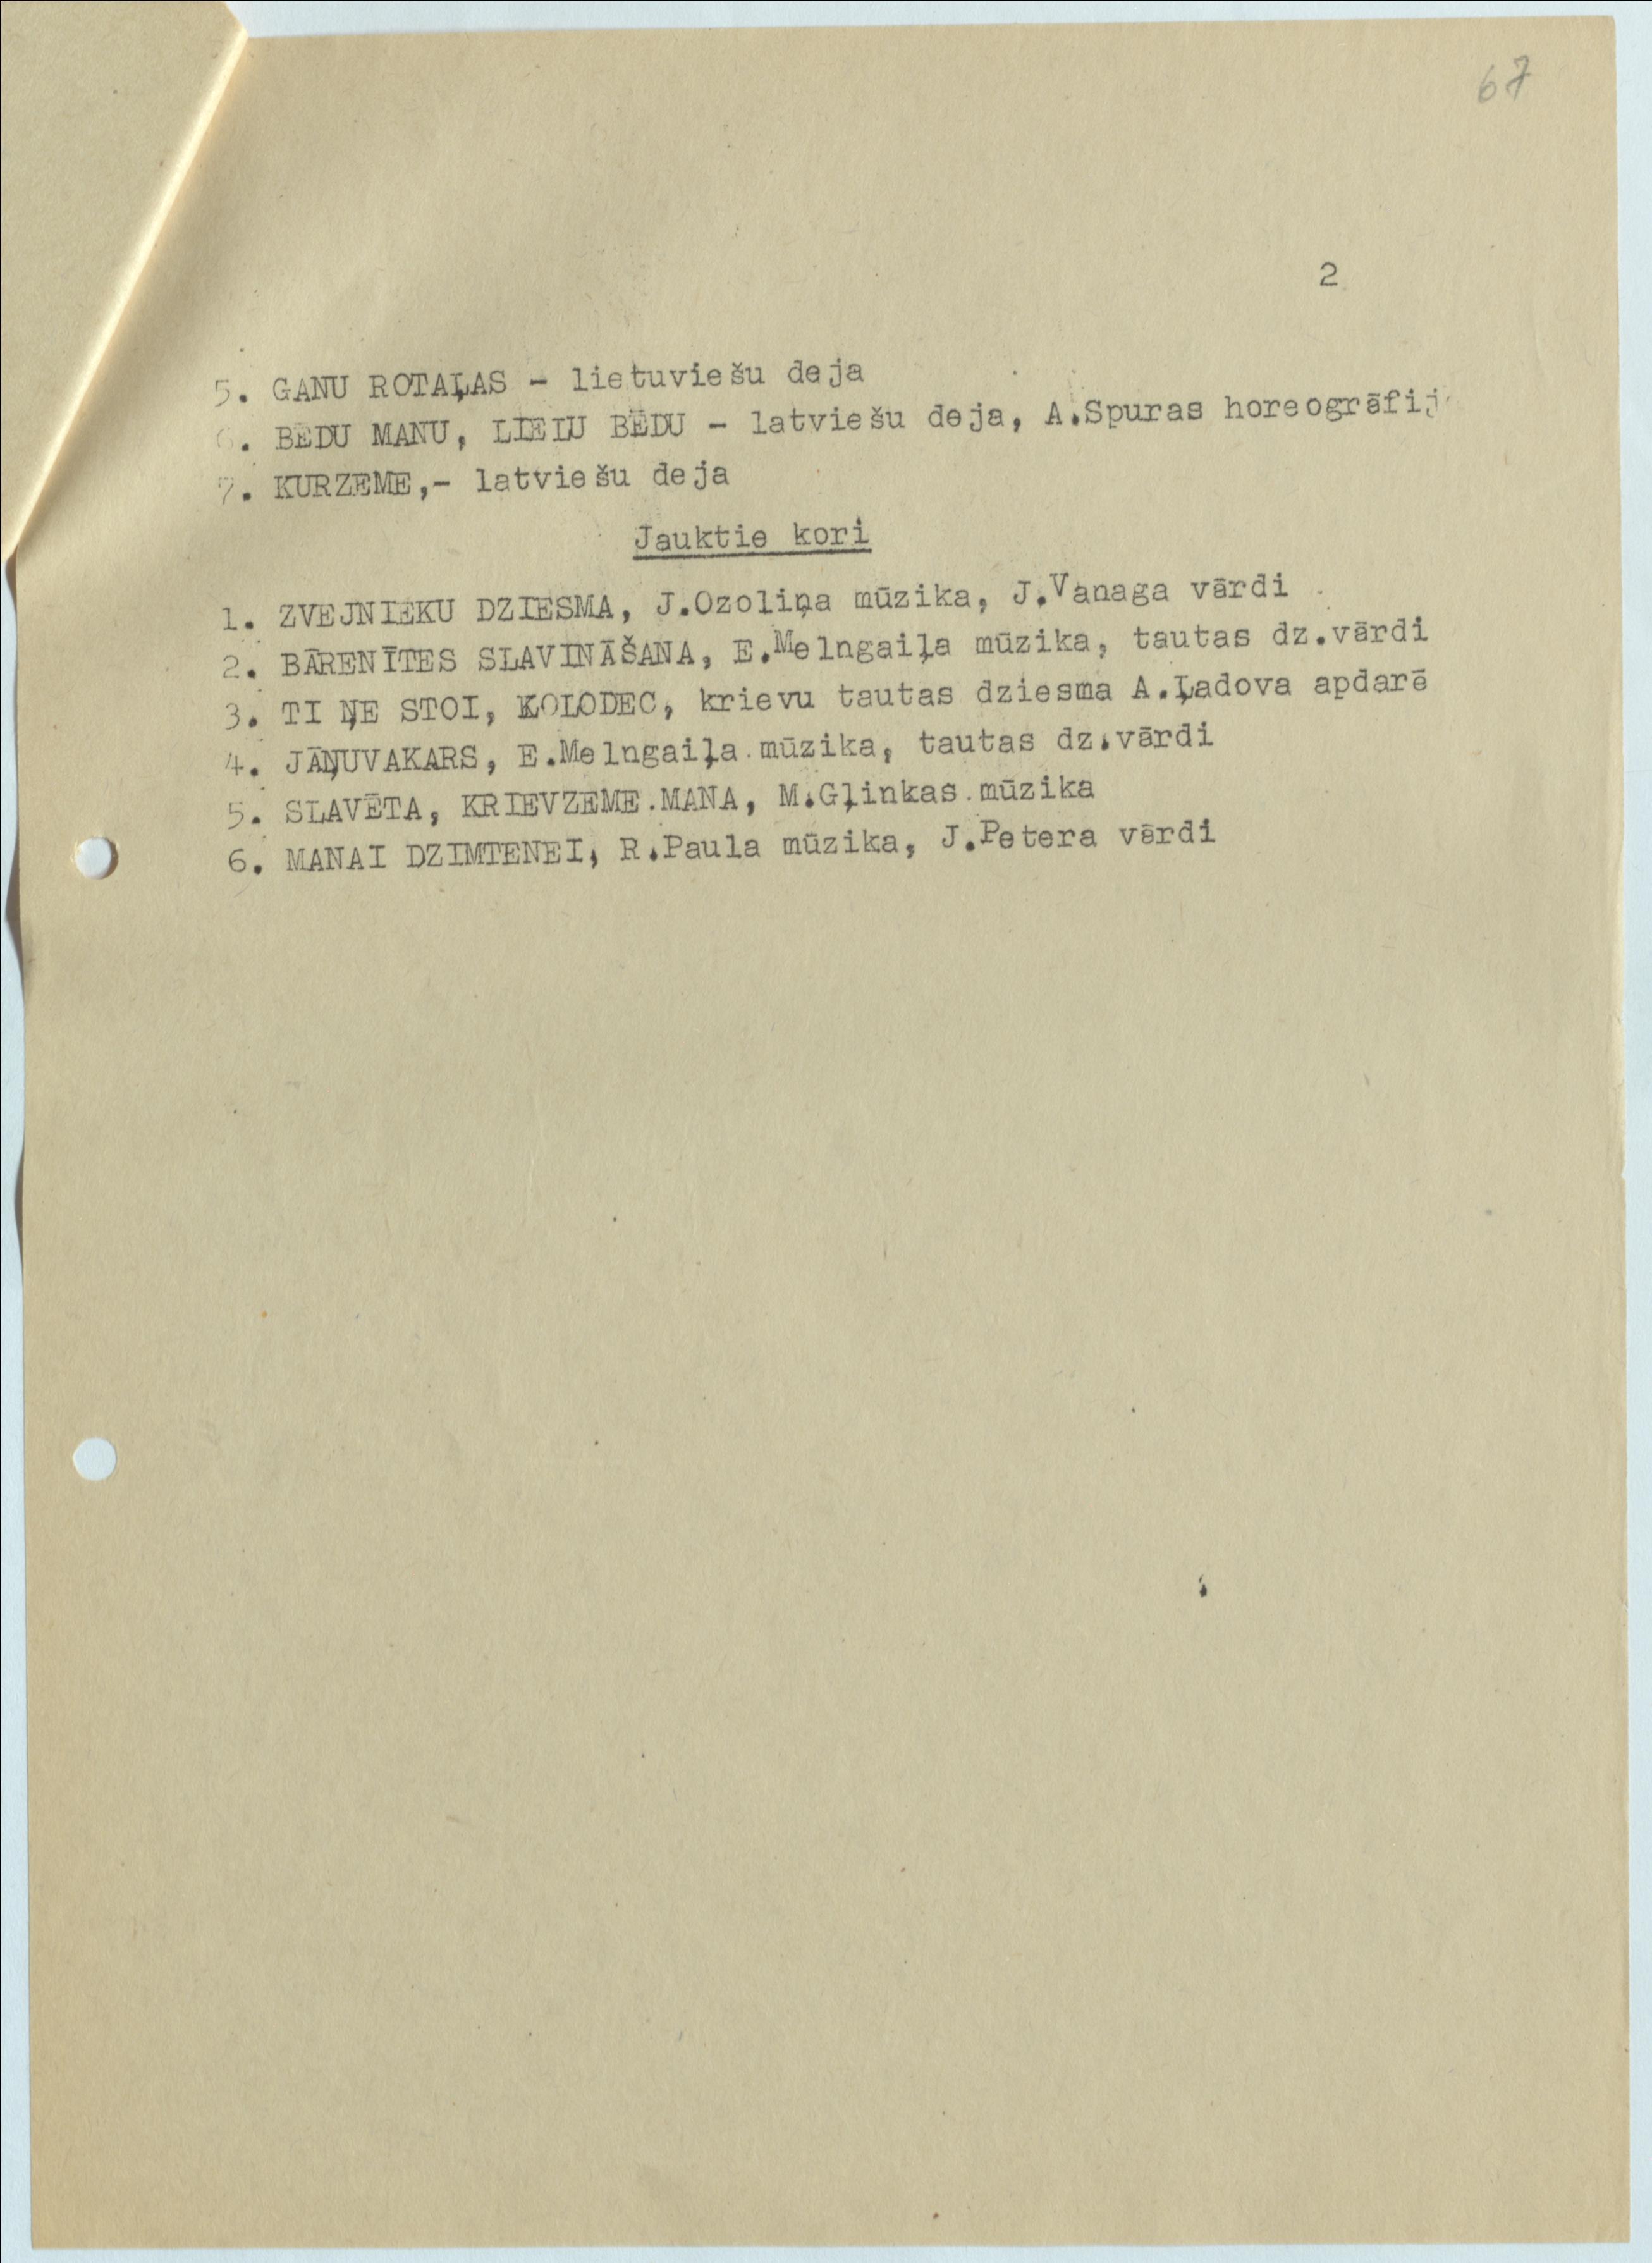 67
2
5. GANU ROTAĻAS - lietuviešu deja
6. BĒDU MANU, LIELU BĒDU - latviešu deja, A.Spuras horeogrāfij
7. KURZEME,- latviešu deja
Jauktie kori
1. ZVEJNIEKU DZIESMA, J.Ozoliņa mūzika, J.Vanaga vārdi
2. BĀRENĪTES SLAVINĀŠANA, E.Melngaiļa mūzika, tautas dz.vārdi
3. TI ŅE STOI, KOLODEC, krievu tautas dziesma A.Ļadova apdarē
4. JĀŅUVAKARS, E.Melngaiļa mūzika, tautas dz.vārdi
5. SLAVĒTA, KRIEVZEME MANA, M.Gļinkas mūzika
6. MANAI DZIMTENEI, R.Paula mūzika, J.Petera vārdi